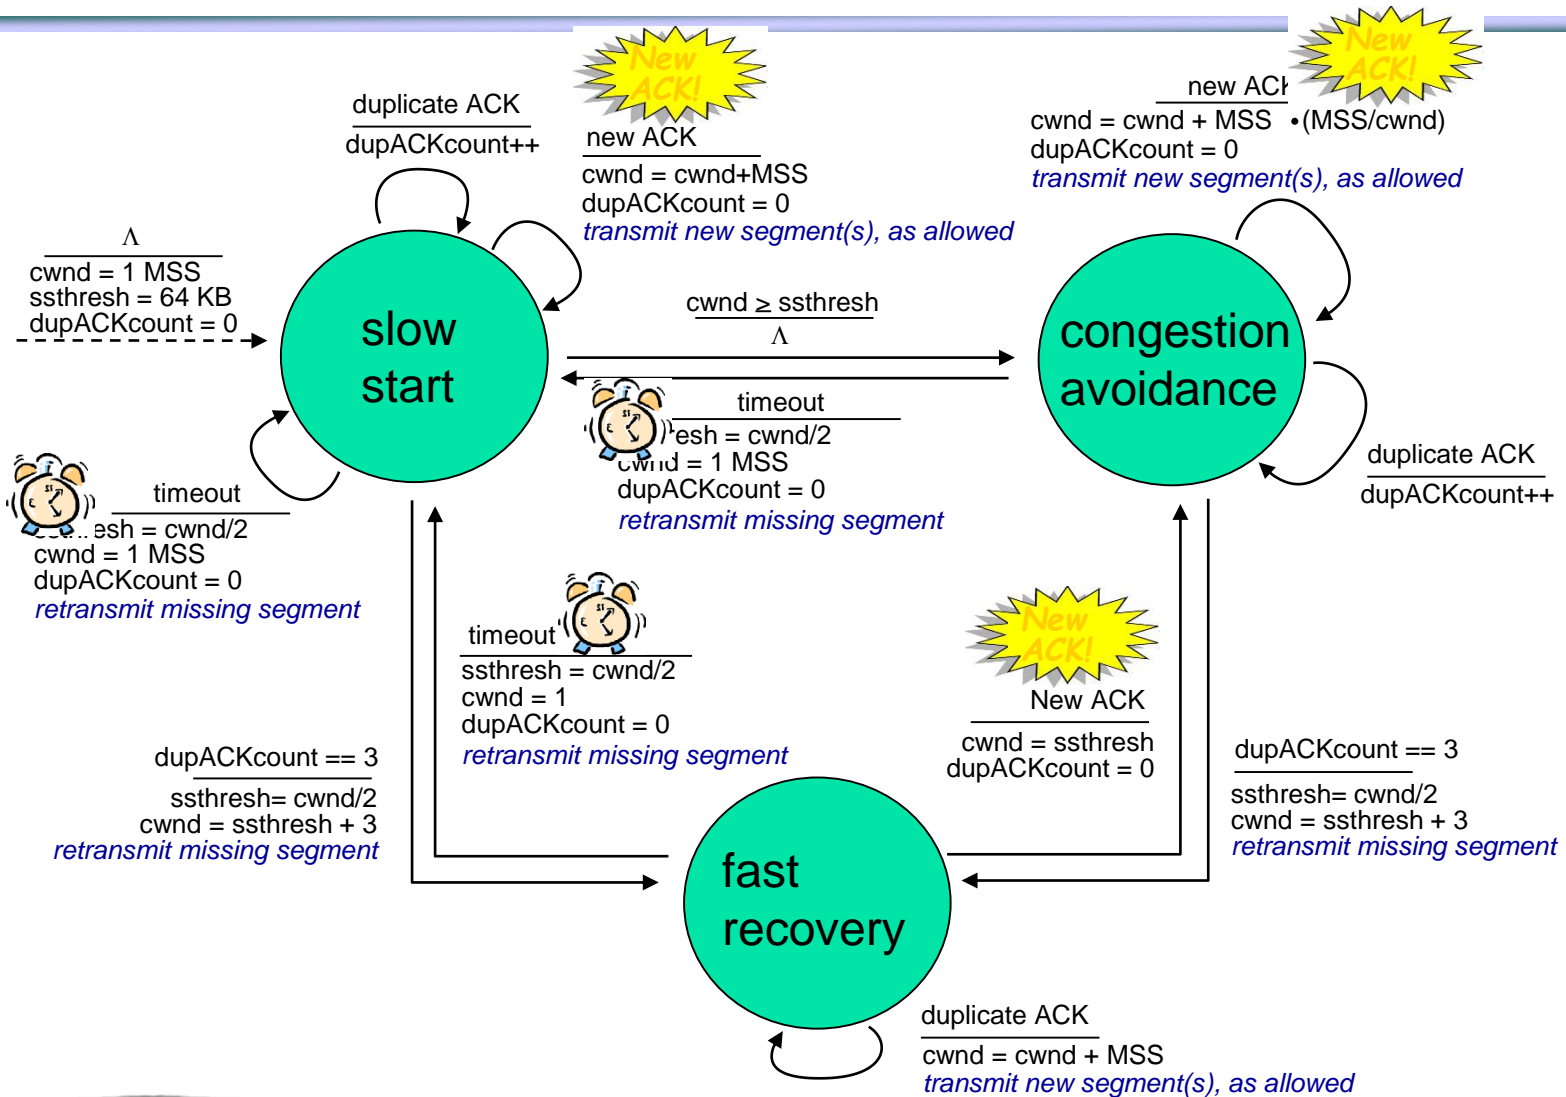 New
ACK!
New
ACK!
duplicate ACK
dupACKcount++
new ACK
cwnd = cwnd+MSS
dupACKcount = 0
transmit new segment(s), as allowed
new ACK
cwnd = cwnd + MSS •(MSS/cwnd)
dupACKcount = 0
transmit new segment(s), as allowed
Λ
cwnd = 1 MSS
ssthresh = 64 KB
dupACKcount = 0
slow
start
cwnd ≥ ssthresh
Λ
congestion
avoidance
timeout
esh = cwnd/2
cwnd = 1 MSS
dupACKcount = 0
retransmit missing segment
duplicate ACK
dupACKcount++
timeout
esh = cwnd/2
cwnd = 1 MSS
dupACKcount = 0
retransmit missing segment
timeout
ssthresh = cwnd/2
cwnd = 1
dupACKcount = 0
retransmit missing segment
New
ACK!
New ACK
cwnd = ssthresh
dupACKcount = 0
dupACKcount == 3
ssthresh= cwnd/2
cwnd = ssthresh + 3
retransmit missing segment
dupACKcount == 3
ssthresh= cwnd/2
cwnd = ssthresh + 3
retransmit missing segment
fast
recovery
duplicate ACK
cwnd = cwnd + MSS
transmit new segment(s), as allowed